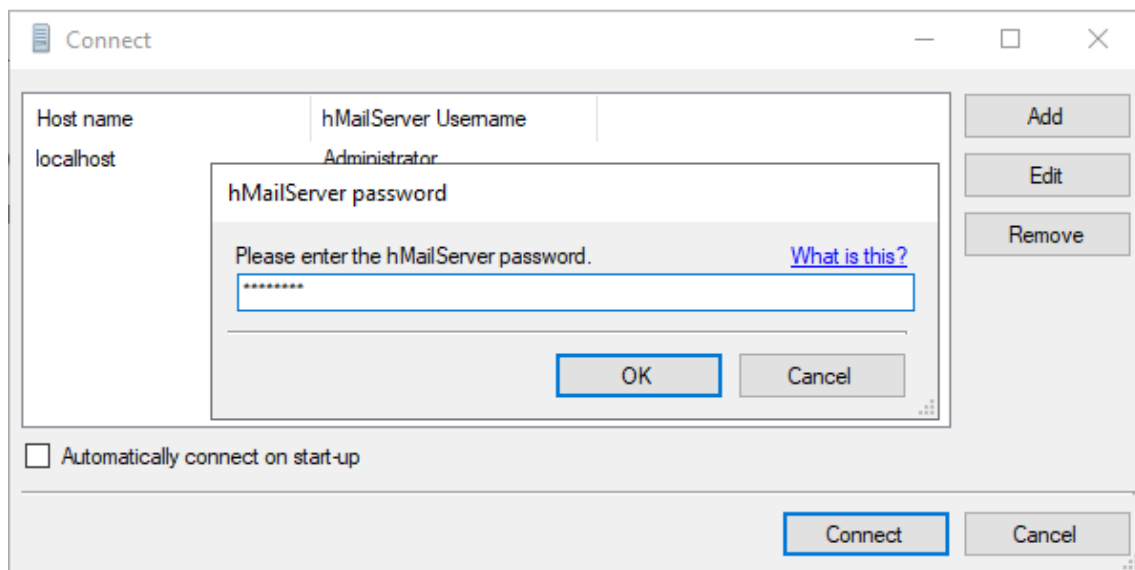 Connect
Host name hMailServer Username Add
localhost Administrator
hMailServer password Edit
Please enter the hMailServer password. What is this? Remove
********
OK Cancel
Automatically connect on start-up
Connect Cancel